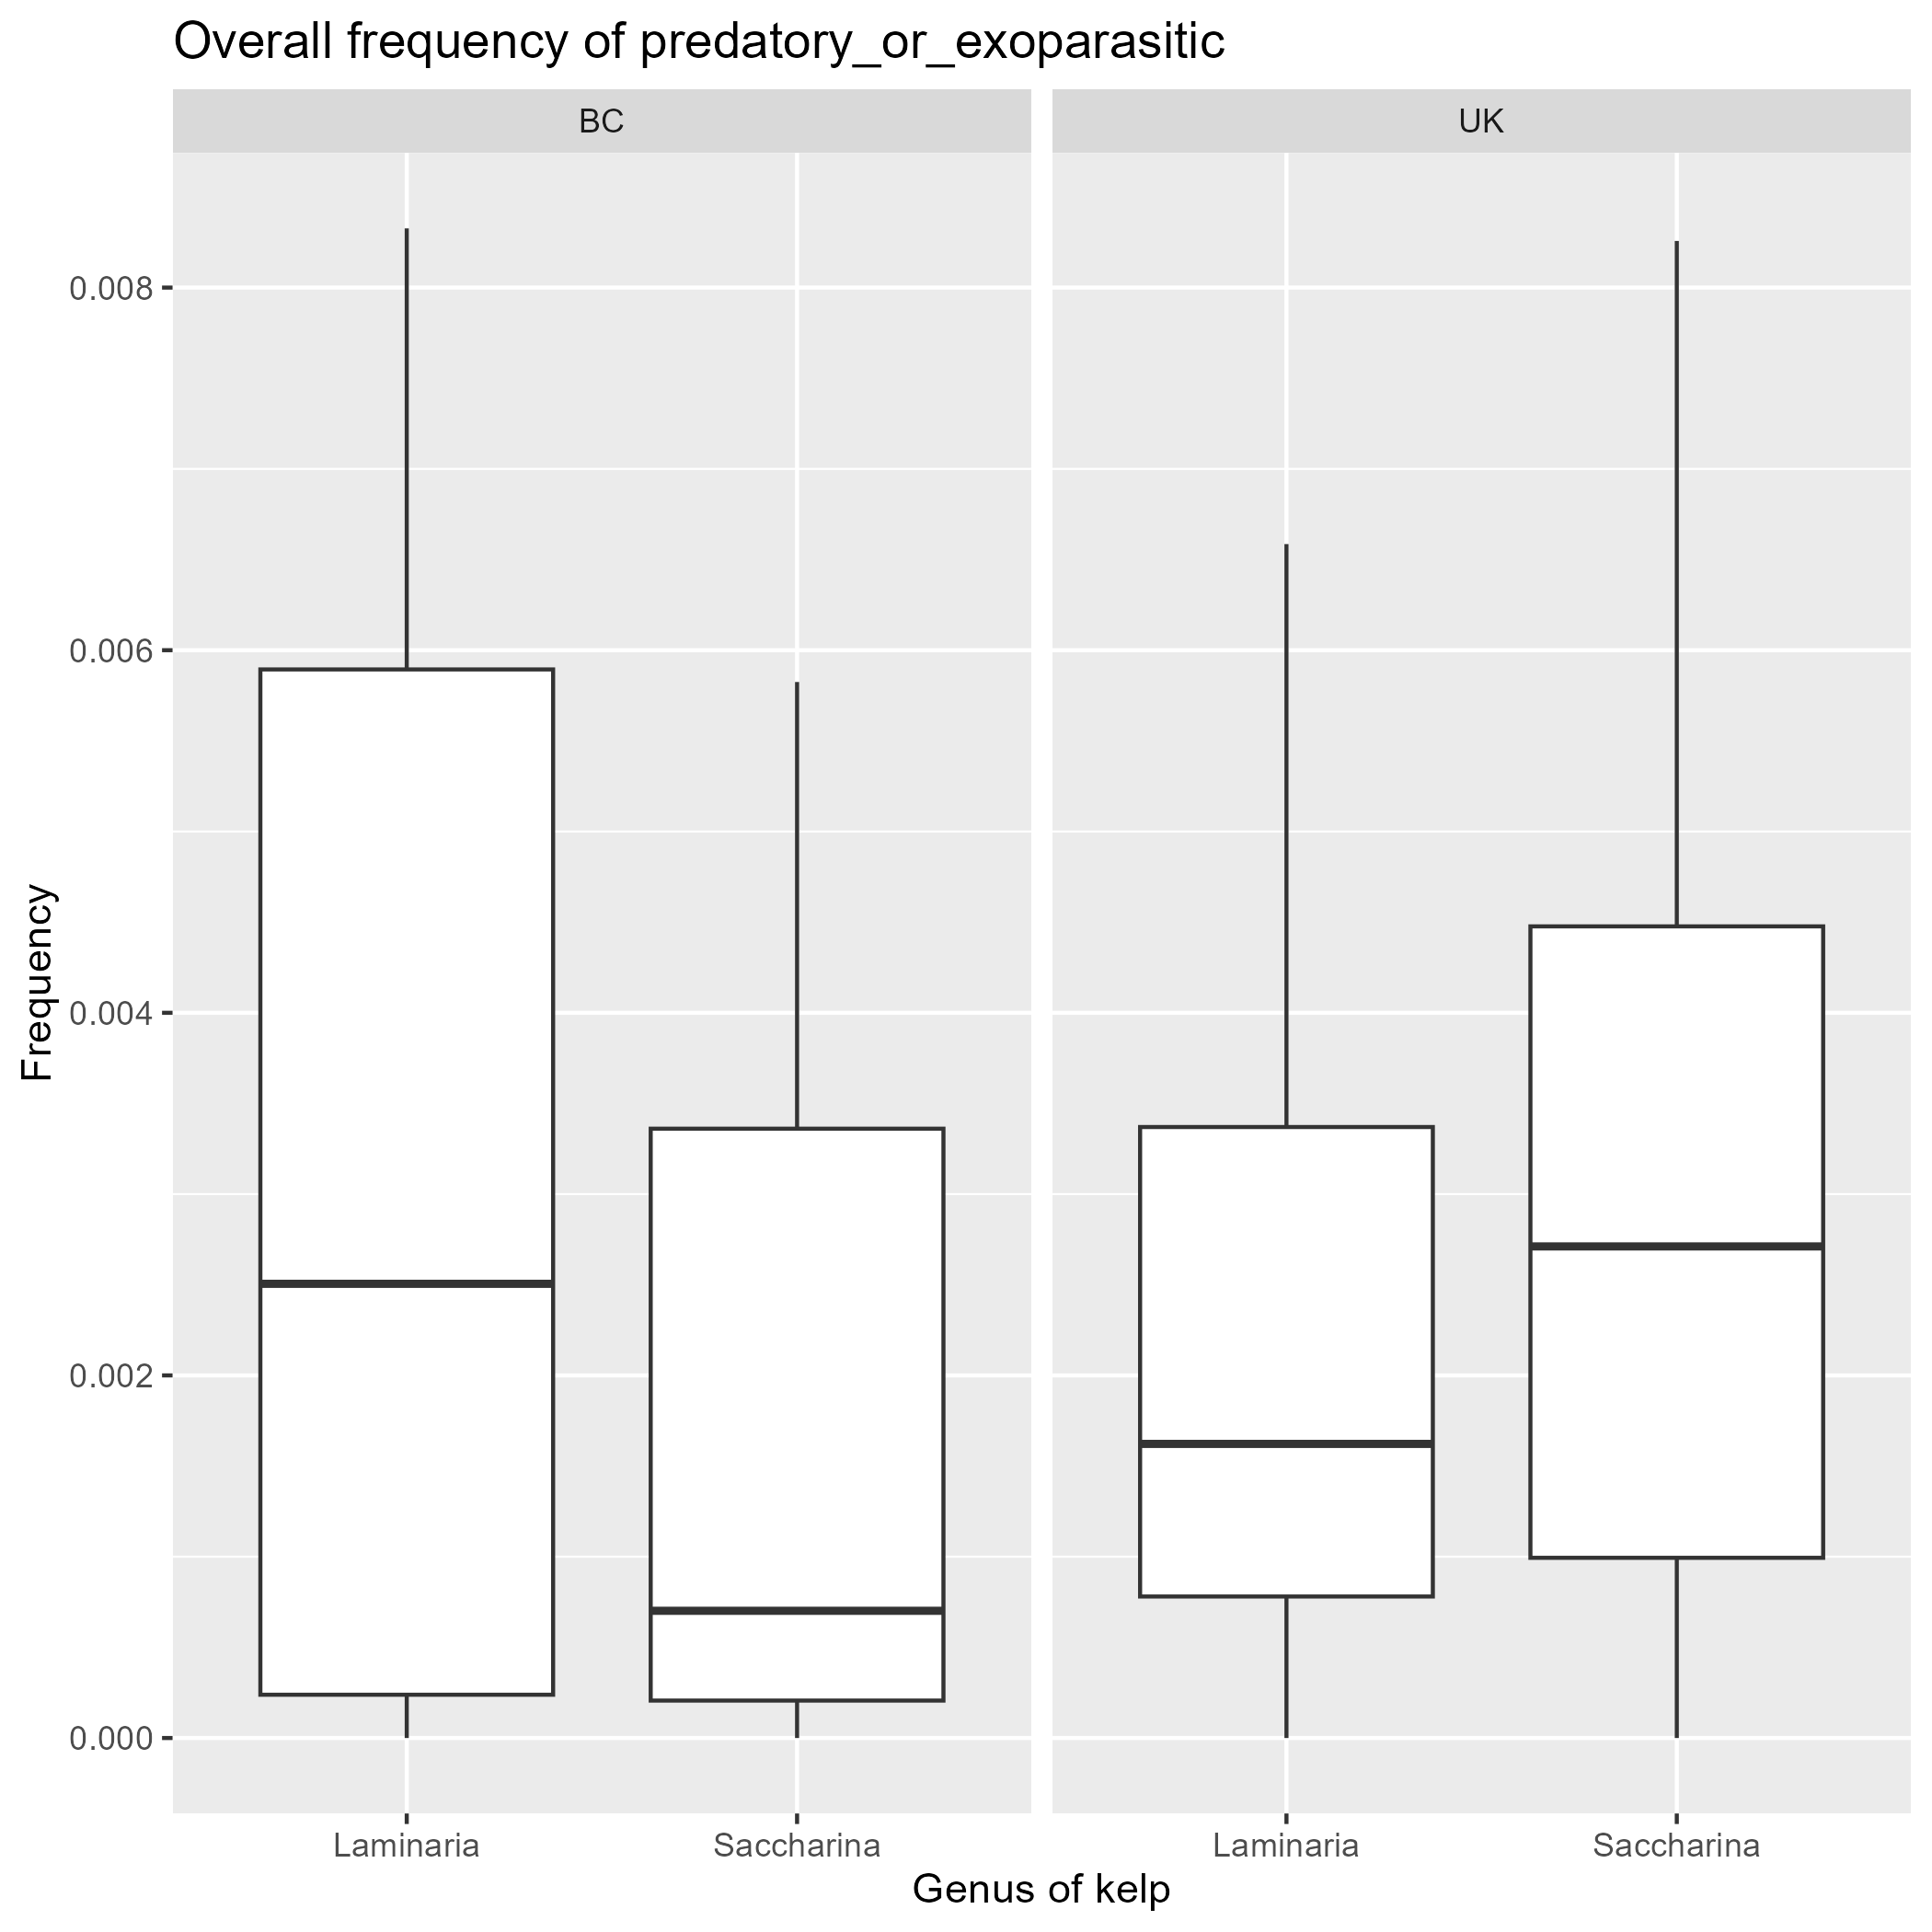 Overall frequency of predatory_or_exoparasitic
BC
UK
Frequency
0.008
0.006
0.004
0.002
0.000
Laminaria
Saccharina
Laminaria
Saccharina
Genus of kelp